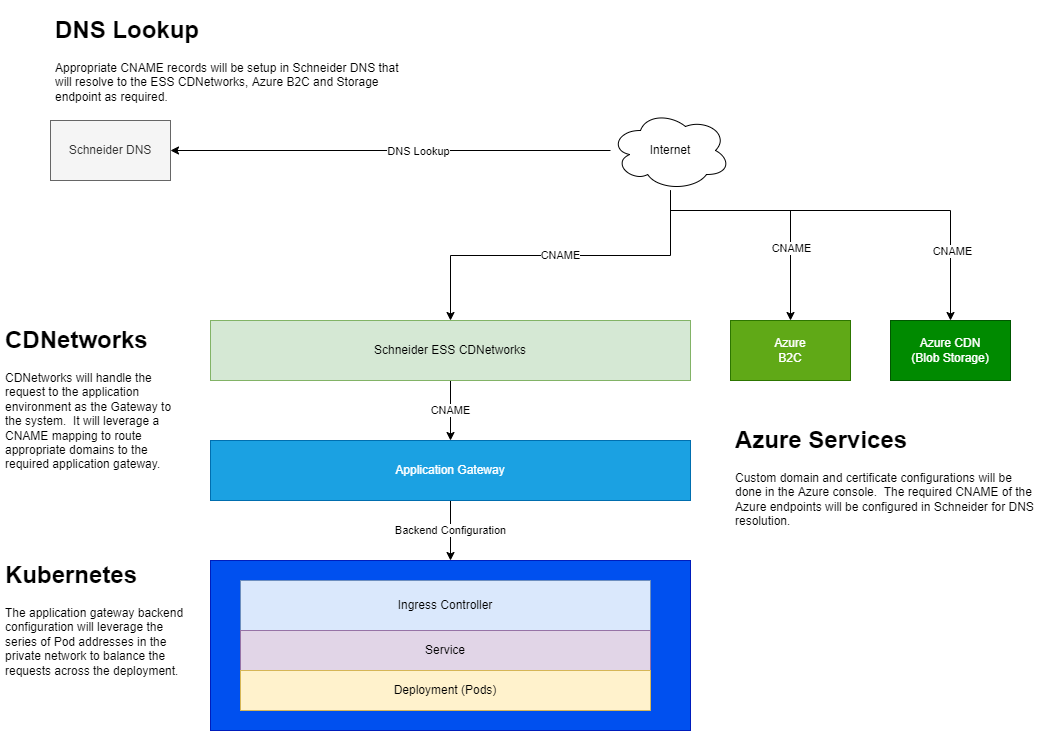 DNS Lookup
Appropriate CNAME records will be setup in Schneider DNS that
will resolve to the ESS CDNetworks, Azure B2C and Storage
endpoint as required.
Schneider DNS
DNS Lookup
Internet
CNAME
CNAME
CNAME
CDNetworks
CDNetworks will handle the
request to the application
environment as the Gateway to
the system.  It will leverage a
CNAME mapping to route
appropriate domains to the
required application gateway.
Schneider ESS CDNetworks
Azure
B2C
Azure CDN
(Blob Storage)
CNAME
Application Gateway
Azure Services
Custom domain and certificate configurations will be
done in the Azure console.  The required CNAME of the
Azure endpoints will be configured in Schneider for DNS
resolution.
Backend Configuration
Kubernetes
The application gateway backend
configuration will leverage the
series of Pod addresses in the
private network to balance the
requests across the deployment.
Ingress Controller
Service
Deployment (Pods)